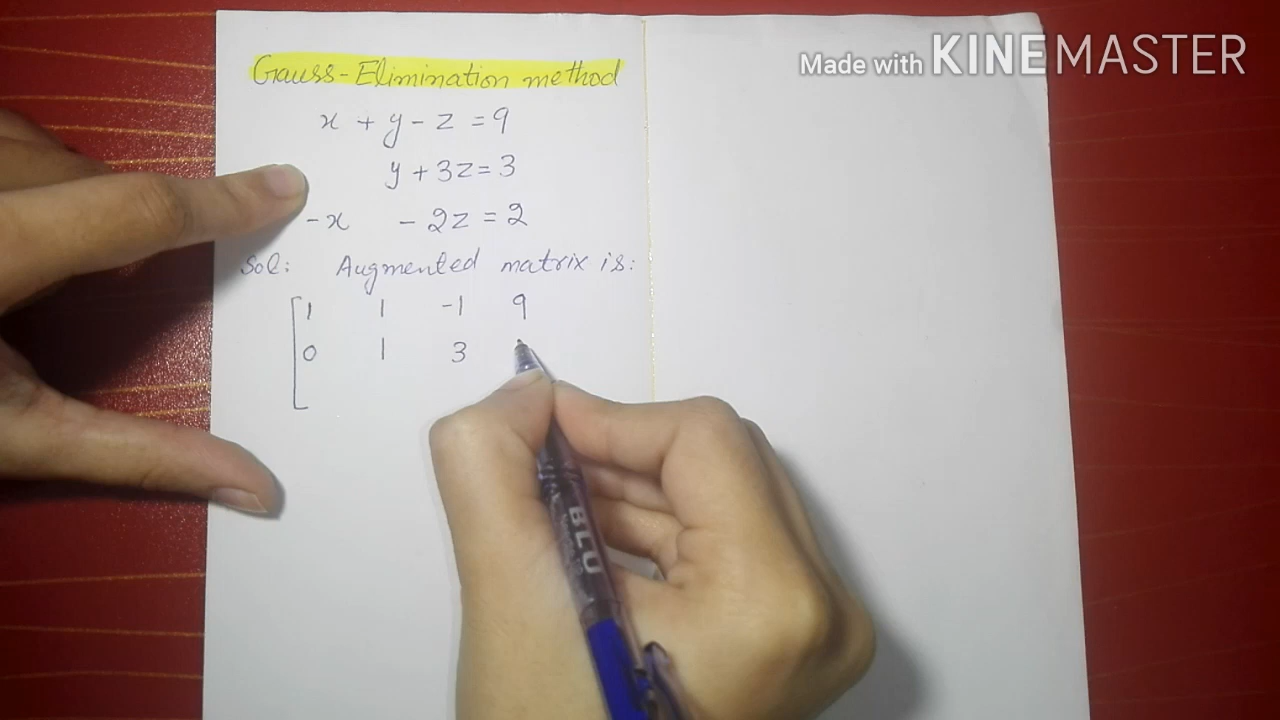 Made with KINEMASTER
Gauss-Elimination method
x + y - z = 9
y + 3z = 3
-x - 2z = 2
Sol: Augmented matrix is:
1 1 -1 9
0 1 3
BLU